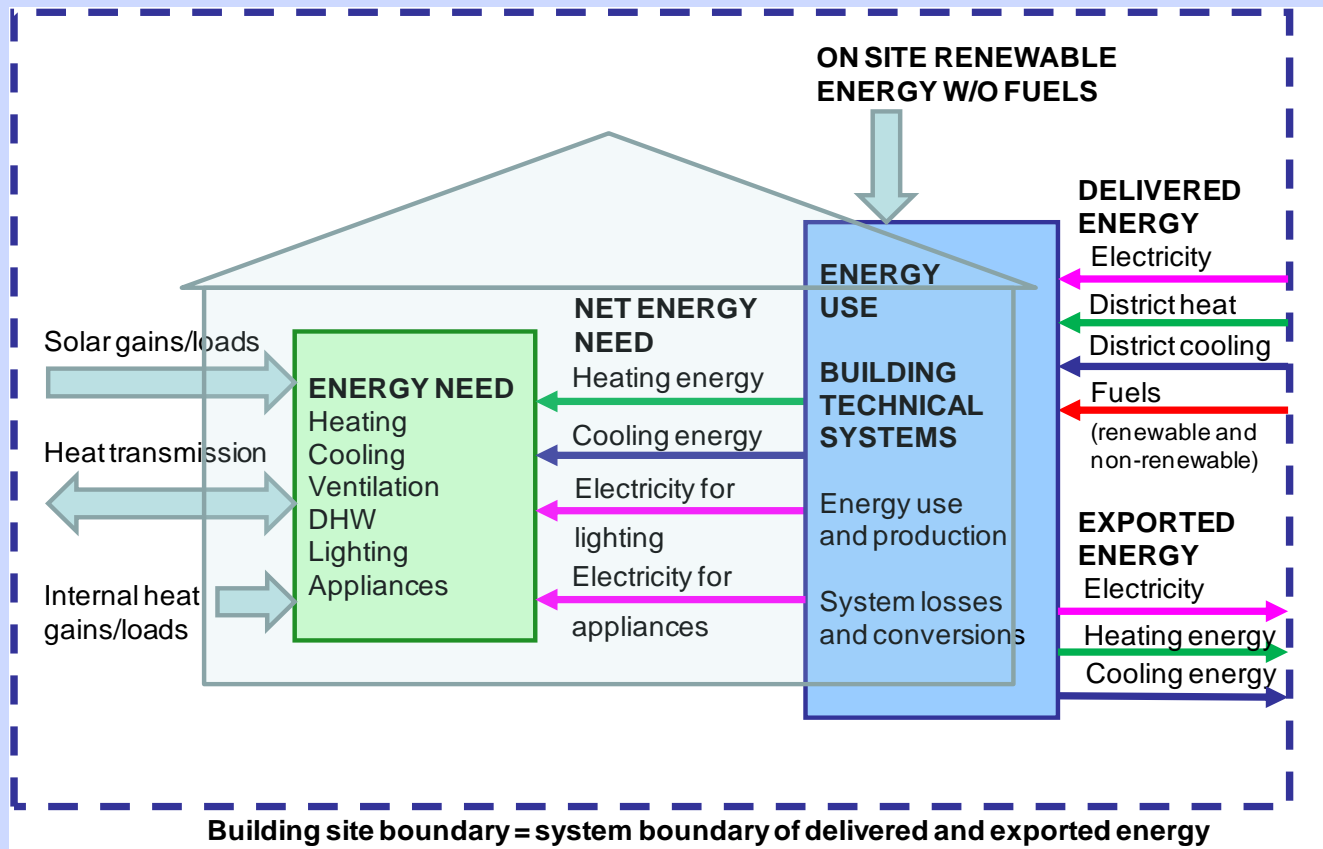 ON SITE RENEWABLE
ENERGY W/O FUELS
DELIVERED
ENERGY
Electricity
District heat
District cooling
Fuels
(renewable and
non-renewable)
EXPORTED
ENERGY
Electricity
Heating energy
Cooling energy
ENERGY
USE
BUILDING
TECHNICAL
SYSTEMS
Energy use
and production
System losses
and conversions
NET ENERGY
NEED
Heating energy
Cooling energy
Electricity for
lighting
Electricity for
appliances
Solar gains/loads
Heat transmission
Internal heat
gains/loads
ENERGY NEED
Heating
Cooling
Ventilation
DHW
Lighting
Appliances
Building site boundary = system boundary of delivered and exported energy